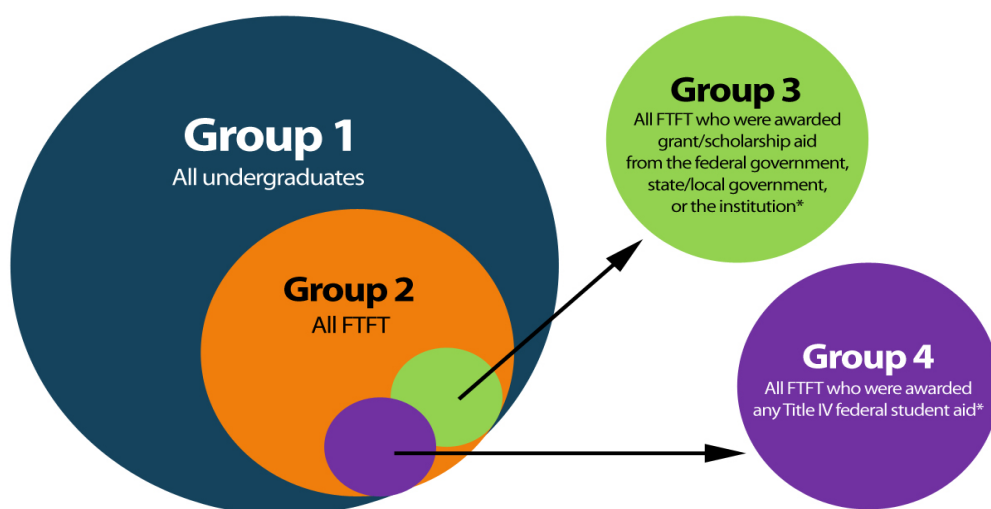 Group 1
All undergraduates
Group 2
All FTFT
Group 3
All FTFT who were awarded
grant/scholarship aid
from the federal government,
state/local government,
or the institution*
Group 4
All FTFT who were awarded
any Title IV federal student aid*